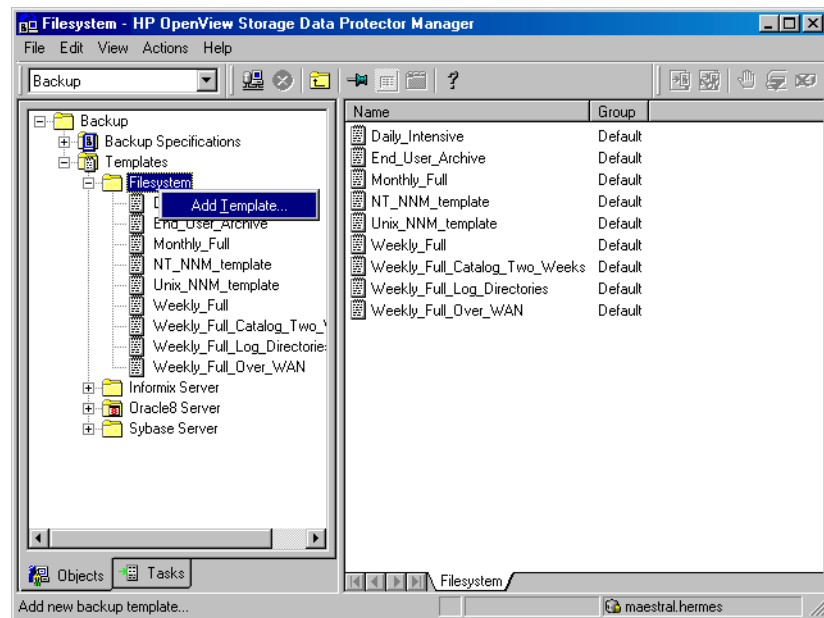 Filesystem - HP OpenView Storage Data Protector Manager
File Edit View Actions Help
Backup
Backup
Backup Specifications
Templates
Filesystem
Add Template...
End_User_Archive
Monthly_Full
NT_NNM_template
Unix_NNM_template
Weekly_Full
Weekly_Full_Catalog_Two_
Weekly_Full_Log_Directorie
Weekly_Full_Over_WAN
Informix Server
Oracle8 Server
Sybase Server
Name Group
Daily_Intensive Default
End_User_Archive Default
Monthly_Full Default
NT_NNM_template Default
Unix_NNM_template Default
Weekly_Full Default
Weekly_Full_Catalog_Two_Weeks Default
Weekly_Full_Log_Directories Default
Weekly_Full_Over_WAN Default
Objects Tasks
Filesystem
Add new backup template...
maestral.hermes